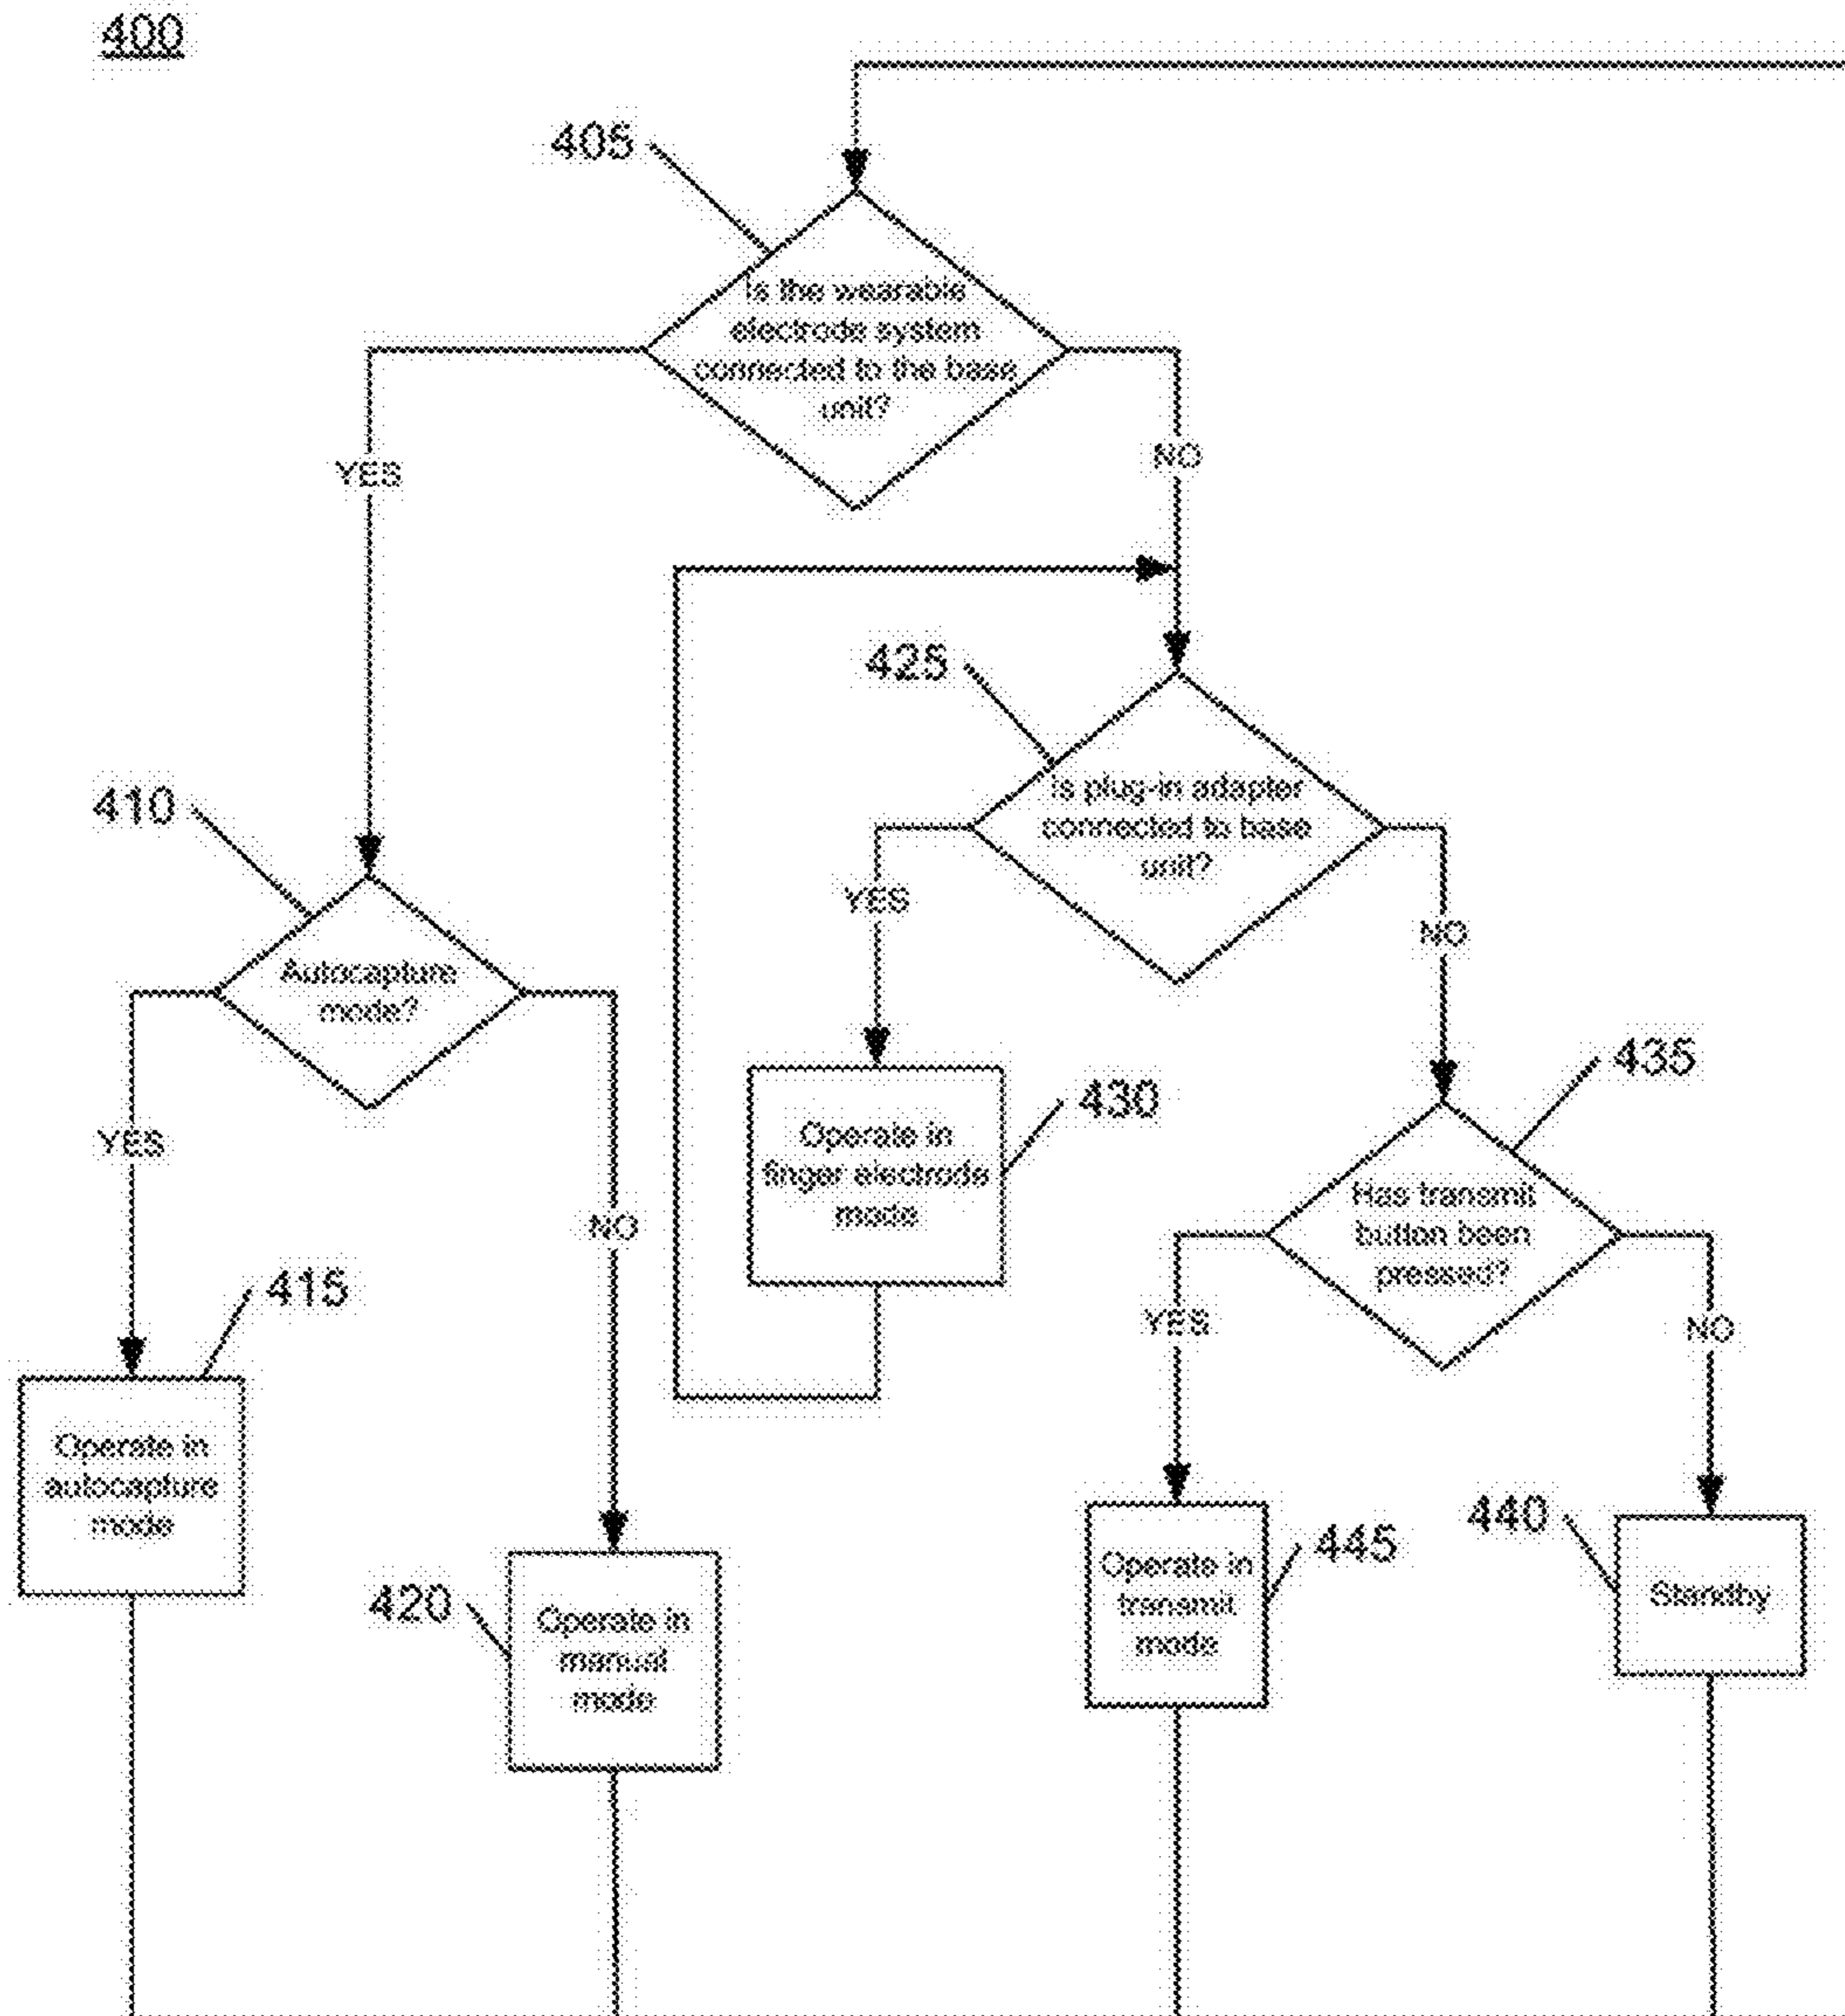 400
405
Is the wearable
electrode system
connected to the base
unit?
YES
NO
425
Is plug-in adapter
connected to base
unit?
410
YES
NO
Autocapture
mode?
435
430
YES
Operate in
finger electrode
mode
Has transmit
button been
pressed?
NO
415
YES
NO
Operate in
autocapture
mode
440
445
Operate in
transmit
mode
Standby
420
Operate in
manual
mode